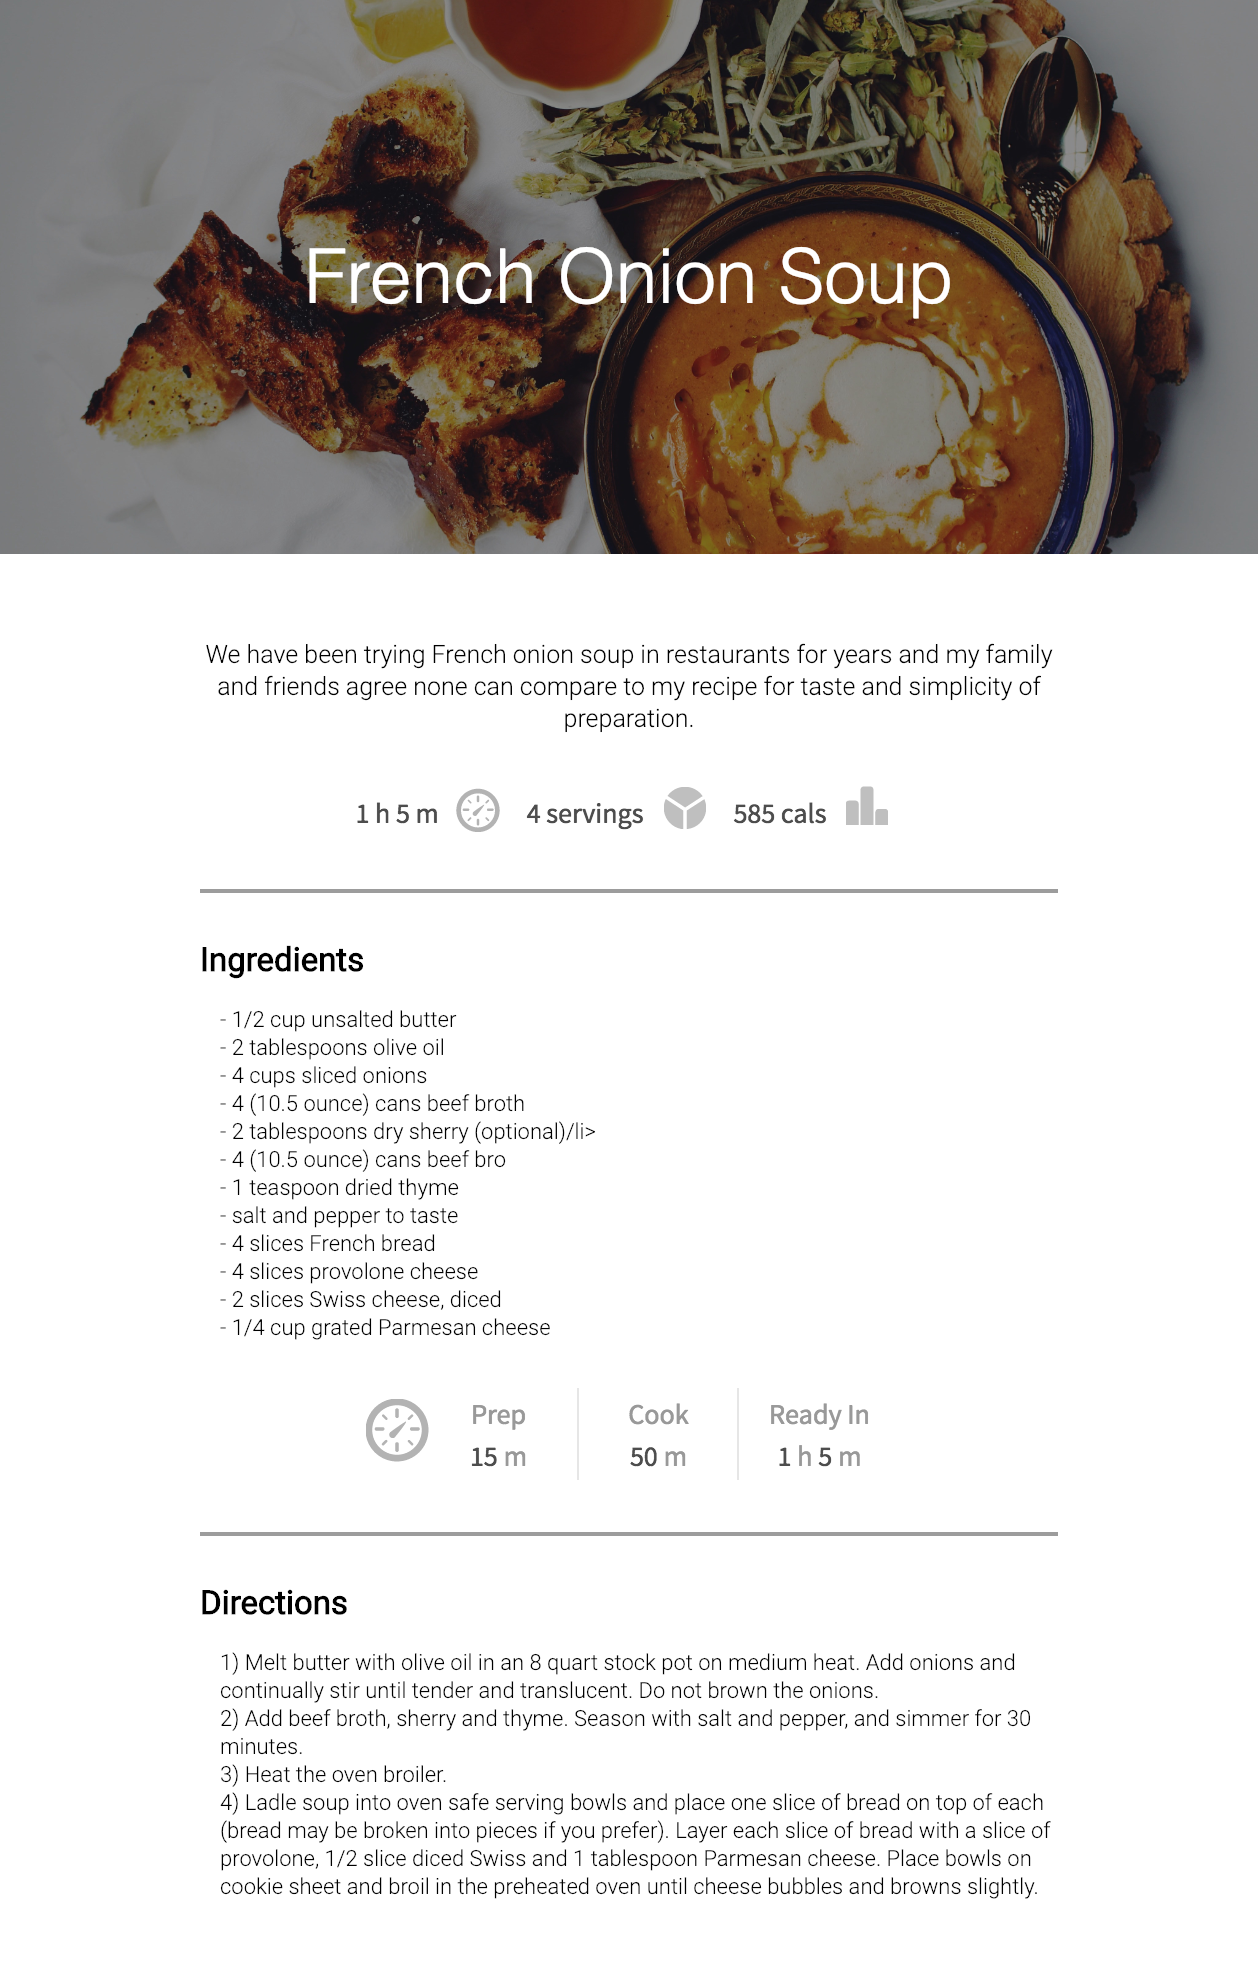 French Onion Soup
We have been trying French onion soup in restaurants for years and my family
and friends agree none can compare to my recipe for taste and simplicity of
preparation.
1 h 5 m 4 servings 585 cals
Ingredients
- 1/2 cup unsalted butter
- 2 tablespoons olive oil
- 4 cups sliced onions
- 4 (10.5 ounce) cans beef broth
- 2 tablespoons dry sherry (optional)/li>
- 4 (10.5 ounce) cans beef bro
- 1 teaspoon dried thyme
- salt and pepper to taste
- 4 slices French bread
- 4 slices provolone cheese
- 2 slices Swiss cheese, diced
- 1/4 cup grated Parmesan cheese
Prep Cook Ready In
15 m 50 m 1 h 5 m
Directions
1) Melt butter with olive oil in an 8 quart stock pot on medium heat. Add onions and
continually stir until tender and translucent. Do not brown the onions.
2) Add beef broth, sherry and thyme. Season with salt and pepper, and simmer for 30
minutes.
3) Heat the oven broiler.
4) Ladle soup into oven safe serving bowls and place one slice of bread on top of each
(bread may be broken into pieces if you prefer). Layer each slice of bread with a slice of
provolone, 1/2 slice diced Swiss and 1 tablespoon Parmesan cheese. Place bowls on
cookie sheet and broil in the preheated oven until cheese bubbles and browns slightly.